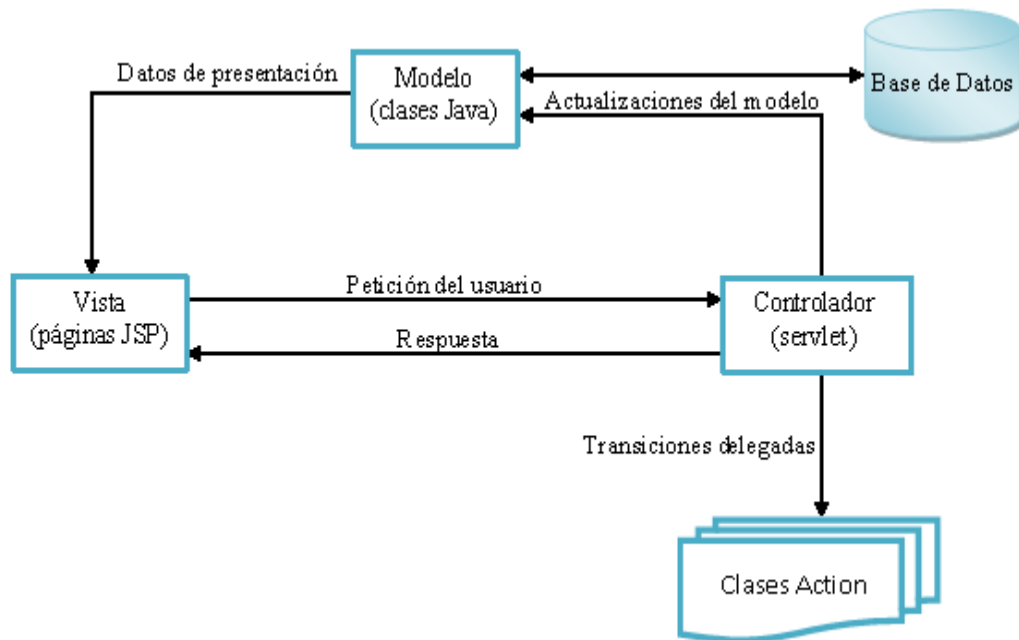 Datos de presentación
Modelo
(clases Java)
Base de Datos
Actualizaciones del modelo
Vista
(páginas JSP)
Petición del usuario
Respuesta
Controlador
(servlet)
Transiciones delegadas
Clases Action